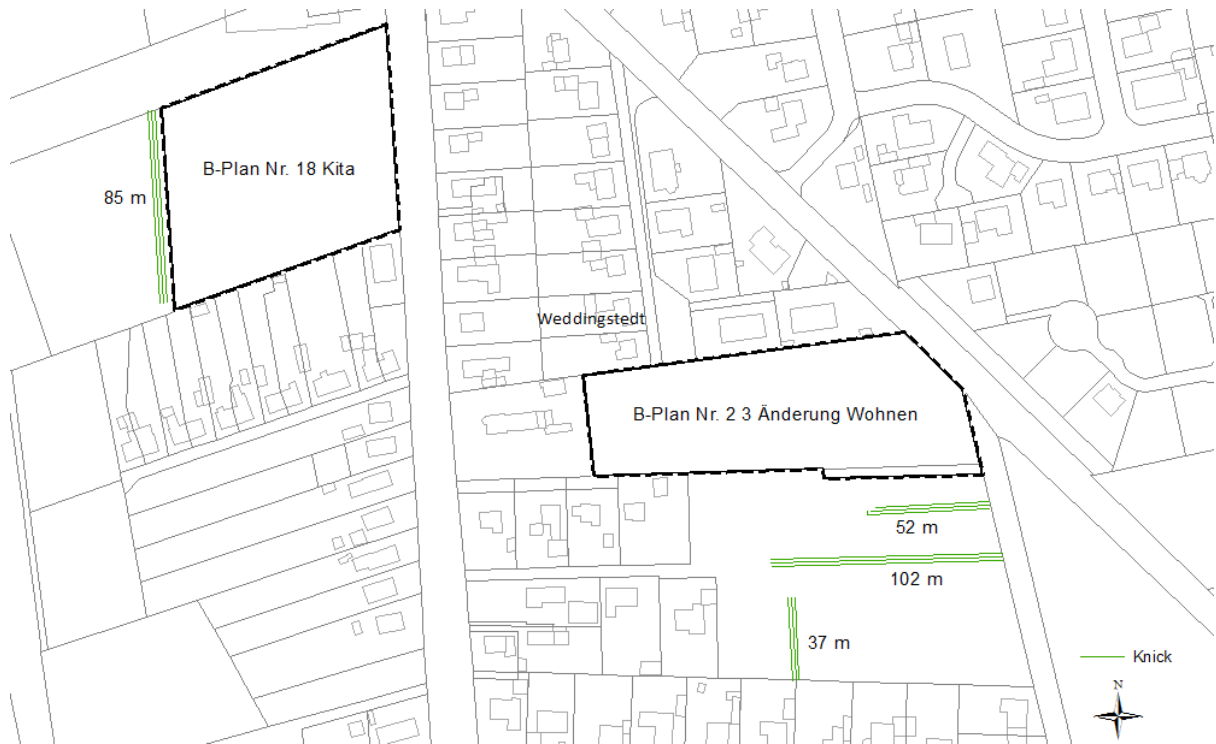 B-Plan Nr. 18 Kita
85 m
Weddingstedt
B-Plan Nr. 2 3 Änderung Wohnen
52 m
102 m
37 m
Knick
N